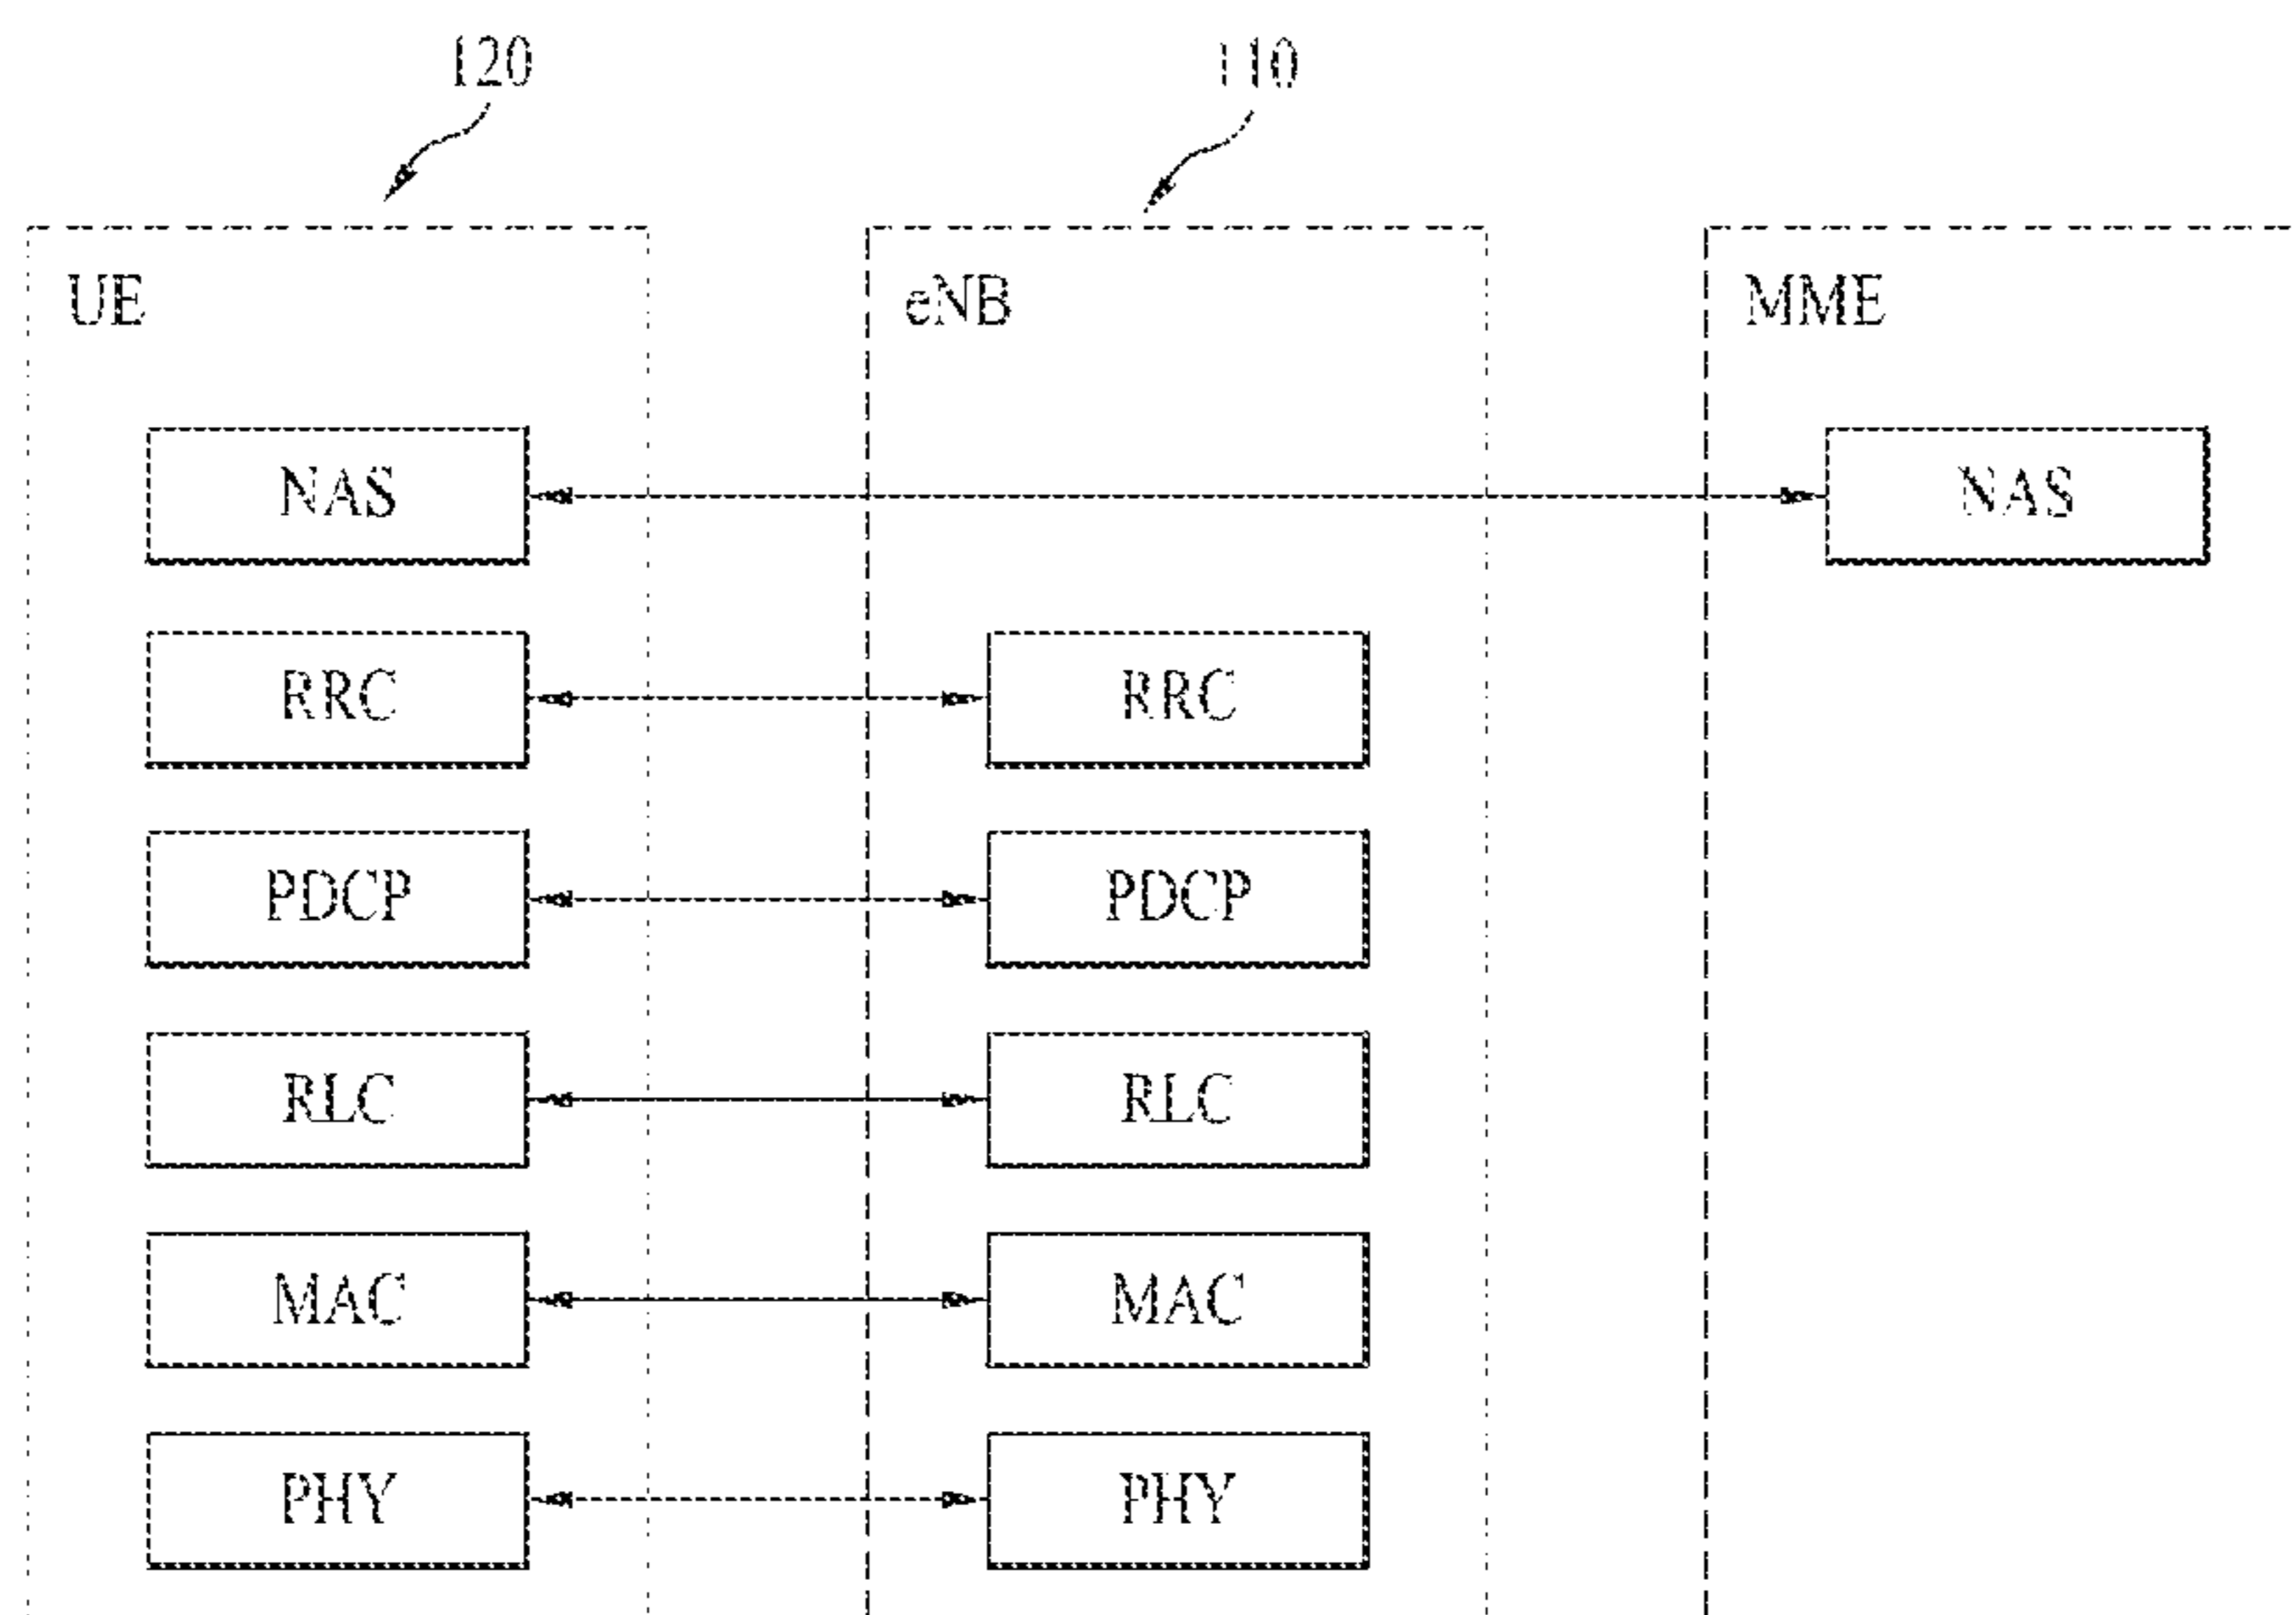 120 110
UE eNB MME
NAS NAS
RRC RRC
PDCP PDCP
RLC RLC
MAC MAC
PHY PHY